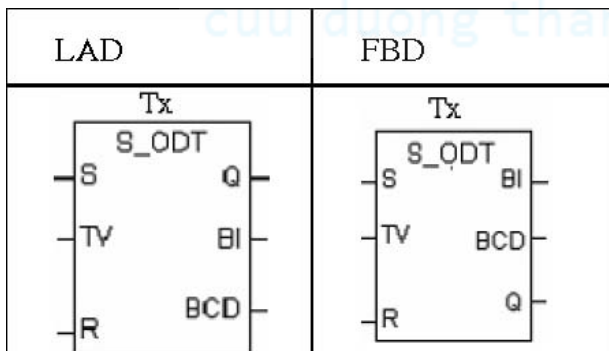 cuu duong than
LAD FBD
Tx Tx
S_ODT S_ODT
S Q S BI
TV BI TV BCD
BCD Q
R R